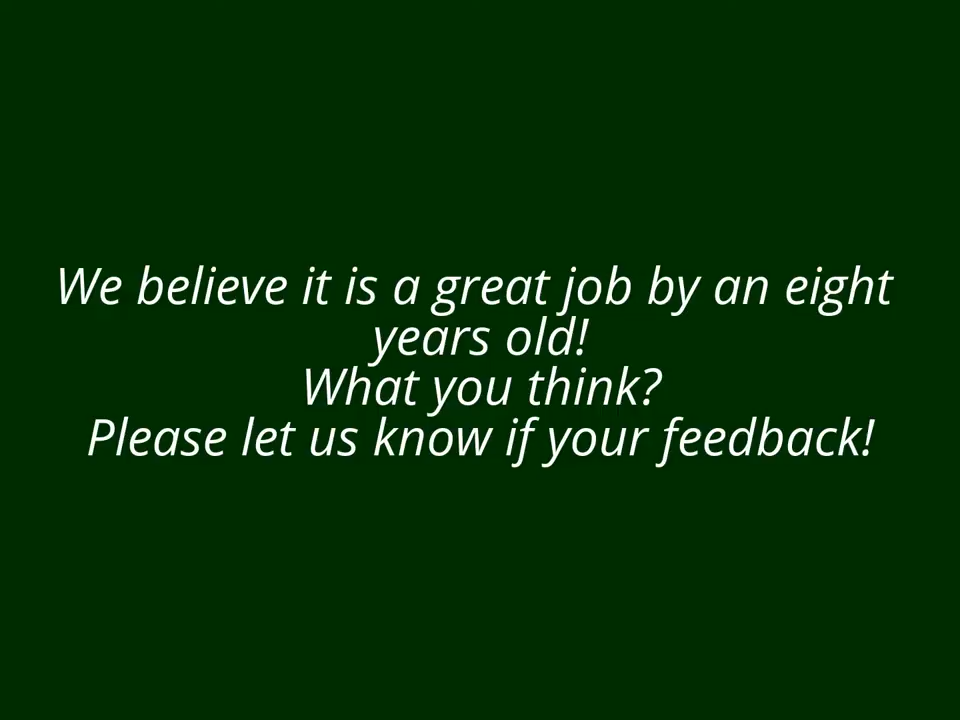 We believe it is a great job by an eight
years old!
What you think?
Please let us know if your feedback!